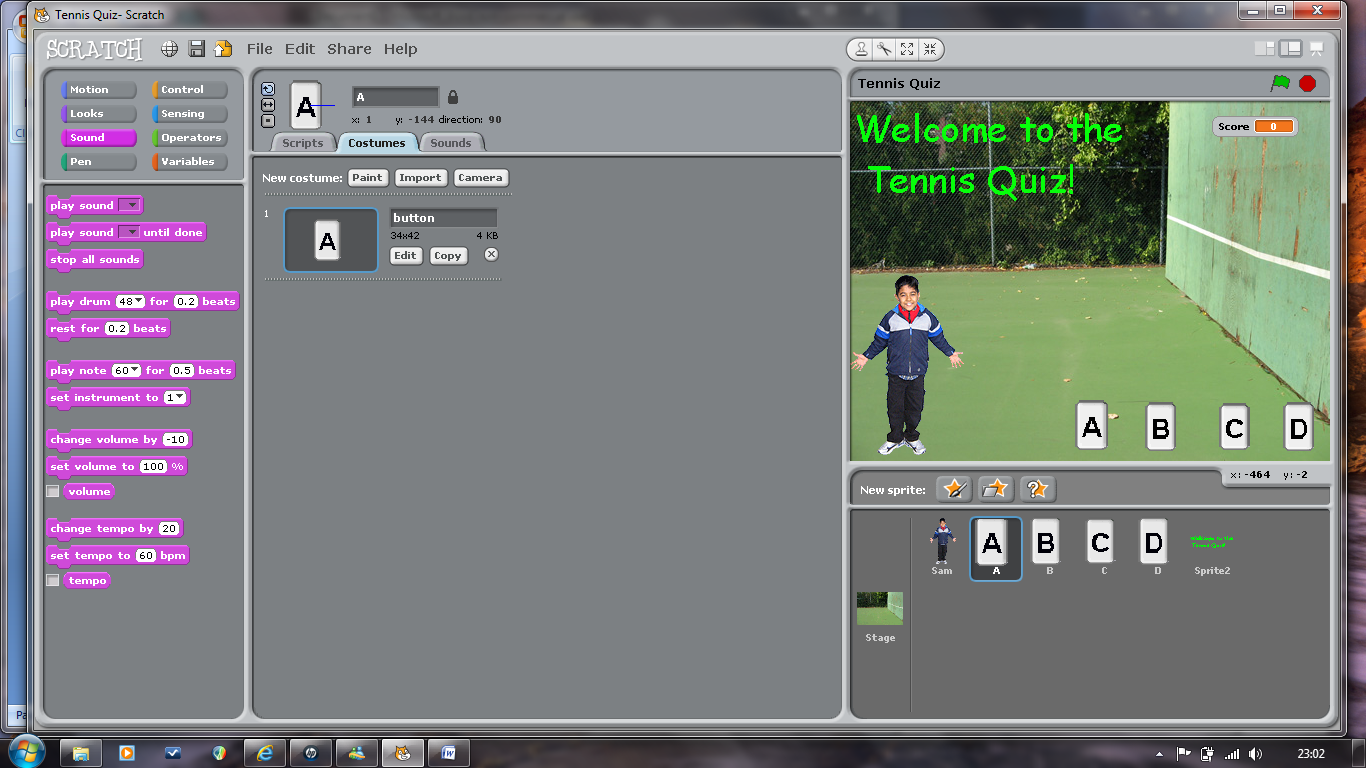 Tennis Quiz- Scratch
SCRATCH File Edit Share Help
Motion Control
Looks Sensing
Sound Operators
Pen Variables
play sound
play sound until done
stop all sounds
play drum 48 for 0.2 beats
rest for 0.2 beats
play note 60 for 0.5 beats
set instrument to 1
change volume by -10
set volume to 100 %
volume
change tempo by 20
set tempo to 60 bpm
tempo
A
A
x: 1 y: -144 direction: 90
Scripts Costumes Sounds
New costume: Paint Import Camera
1
A
button
34x42 4 KB
Edit Copy
Tennis Quiz
Welcome to the
Tennis Quiz!
Score 0
A B C D
x: -464 y: -2
New sprite:
A B C D
Welcome to the
Tennis Quiz!
Sam A B C D Sprite2
Stage
23:02